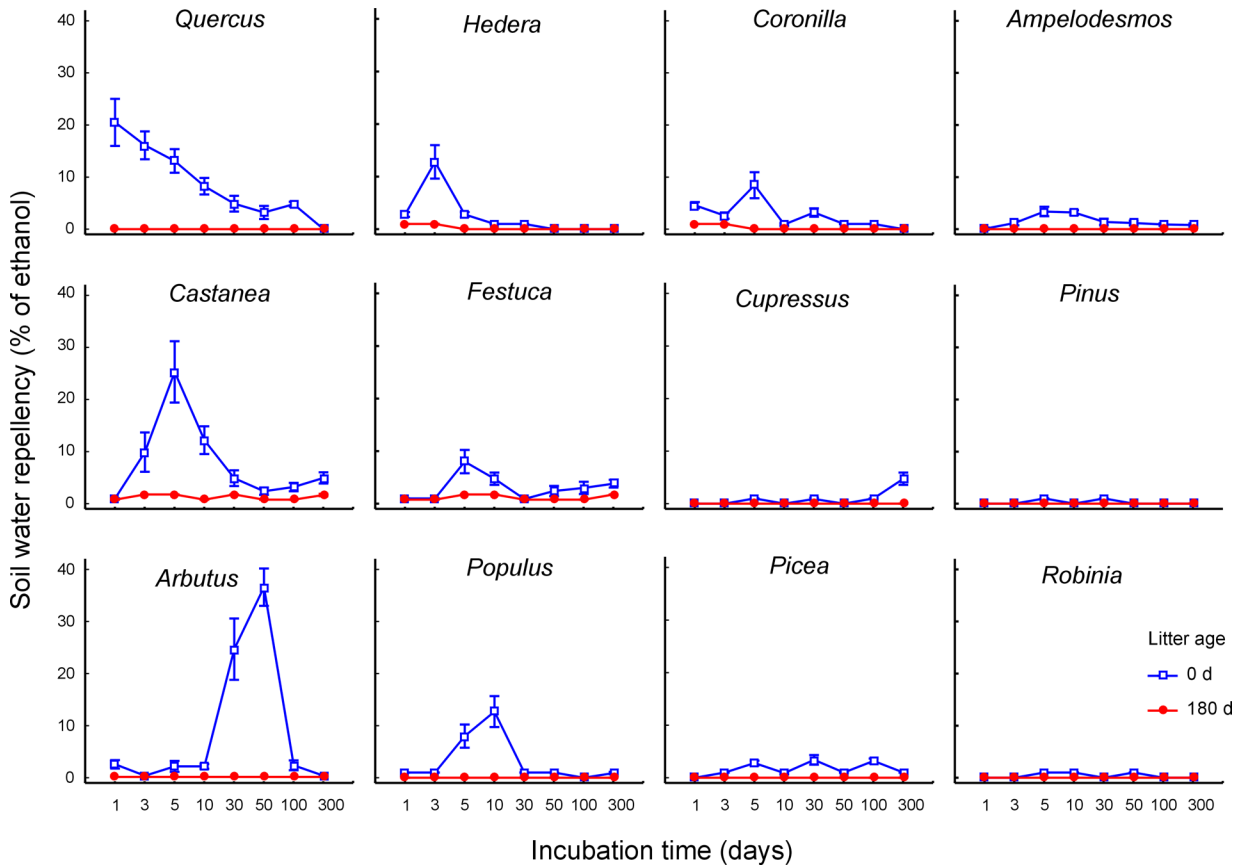 Soil water repellency (% of ethanol)
Quercus
Hedera
Coronilla
Ampelodesmos
40
30
20
10
0
Castanea
Festuca
Cupressus
Pinus
40
30
20
10
0
Arbutus
Populus
Picea
Robinia
40
30
20
10
0
Litter age
0 d
180 d
1 3 5 10 30 50 100 300 1 3 5 10 30 50 100 300 1 3 5 10 30 50 100 300 1 3 5 10 30 50 100 300
Incubation time (days)